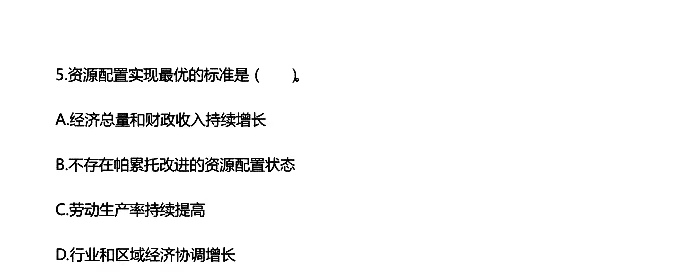 5.资源配置实现最优的标准是（　　）。
A.经济总量和财政收入持续增长
B.不存在帕累托改进的资源配置状态
C.劳动生产率持续提高
D.行业和区域经济协调增长